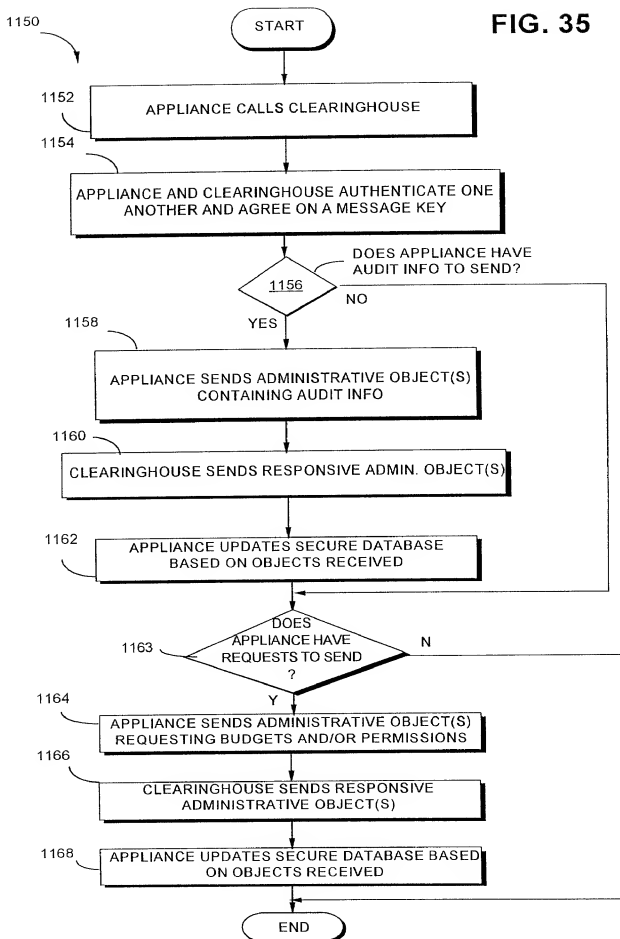 FIG. 35
1150
START
1152
APPLIANCE CALLS CLEARINGHOUSE
1154
APPLIANCE AND CLEARINGHOUSE AUTHENTICATE ONE
ANOTHER AND AGREE ON A MESSAGE KEY
DOES APPLIANCE HAVE
AUDIT INFO TO SEND?
1156
NO
YES
1158
APPLIANCE SENDS ADMINISTRATIVE OBJECT(S)
CONTAINING AUDIT INFO
1160
CLEARINGHOUSE SENDS RESPONSIVE ADMIN. OBJECT(S)
1162
APPLIANCE UPDATES SECURE DATABASE
BASED ON OBJECTS RECEIVED
1163
DOES
APPLIANCE HAVE
REQUESTS TO SEND
?
N
Y
1164
APPLIANCE SENDS ADMINISTRATIVE OBJECT(S)
REQUESTING BUDGETS AND/OR PERMISSIONS
1166
CLEARINGHOUSE SENDS RESPONSIVE
ADMINISTRATIVE OBJECT(S)
1168
APPLIANCE UPDATES SECURE DATABASE BASED
ON OBJECTS RECEIVED
END